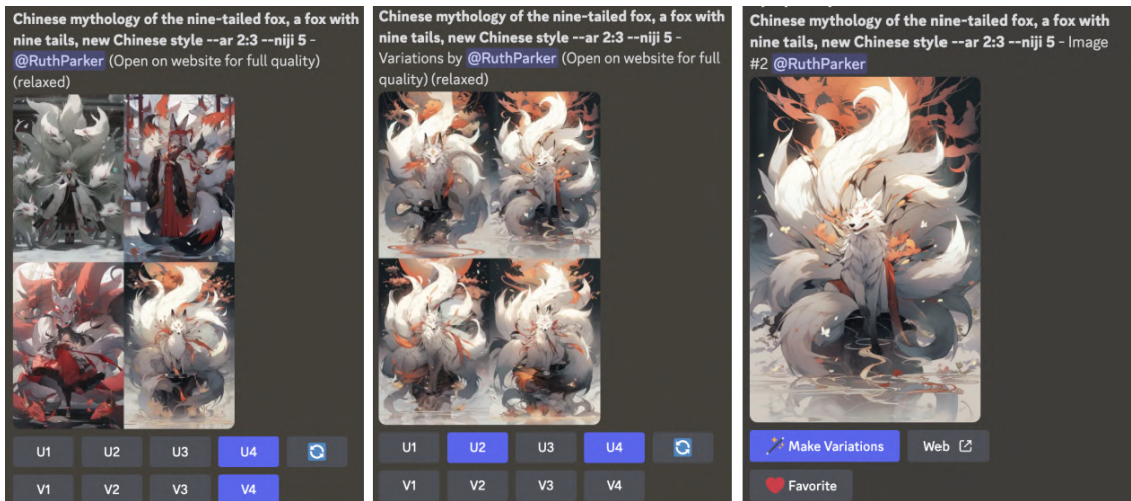 Chinese mythology of the nine-tailed fox, a fox with
nine tails, new Chinese style --ar 2:3 --niji 5 -
@RuthParker (Open on website for full quality)
(relaxed)
U1 U2 U3 U4
V1 V2 V3 V4
Chinese mythology of the nine-tailed fox, a fox with
nine tails, new Chinese style --ar 2:3 --niji 5 -
Variations by @RuthParker (Open on website for full
quality) (relaxed)
U1 U2 U3 U4
V1 V2 V3 V4
Chinese mythology of the nine-tailed fox, a fox with
nine tails, new Chinese style --ar 2:3 --niji 5 - Image
#2 @RuthParker
Make Variations Web
Favorite